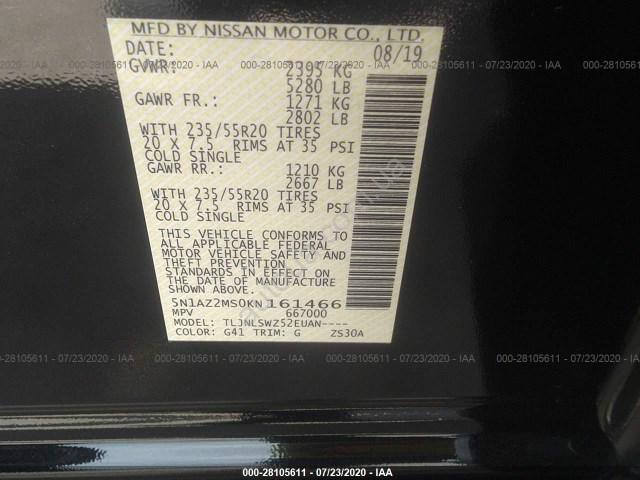 MFD BY NISSAN MOTOR CO., LTD.
DATE: 08/19
000-28105611 - 07/23/2020 - IAA 000-28105611 - 07/23/2020 - IAA 000-28105611 - 07/23/2020 - IAA
GVWR: 2395 KG
5280 LB
GAWR FR.: 1271 KG
2802 LB
WITH 235/55R20 TIRES
20 X 7.5 RIMS AT 35 PSI
COLD SINGLE
GAWR RR.: 1210 KG
2667 LB
WITH 235/55R20 TIRES
20 X 7.5 RIMS AT 35 PSI
COLD SINGLE
THIS VEHICLE CONFORMS TO
ALL APPLICABLE FEDERAL
MOTOR VEHICLE SAFETY AND
THEFT PREVENTION
STANDARDS IN EFFECT ON
THE DATE OF MANUFACTURE
SHOWN ABOVE.
5N1AZ2MS0KN161466
MPV 667000
MODEL: TLJNLSWZ52EUAN----
COLOR: G41 TRIM: G ZS30A
000-28105611 - 07/23/2020 - IAA 000-28105611 - 07/23/2020 - IAA 000-28105611 - 07/23/2020 - IAA
000-28105611 - 07/23/2020 - IAA